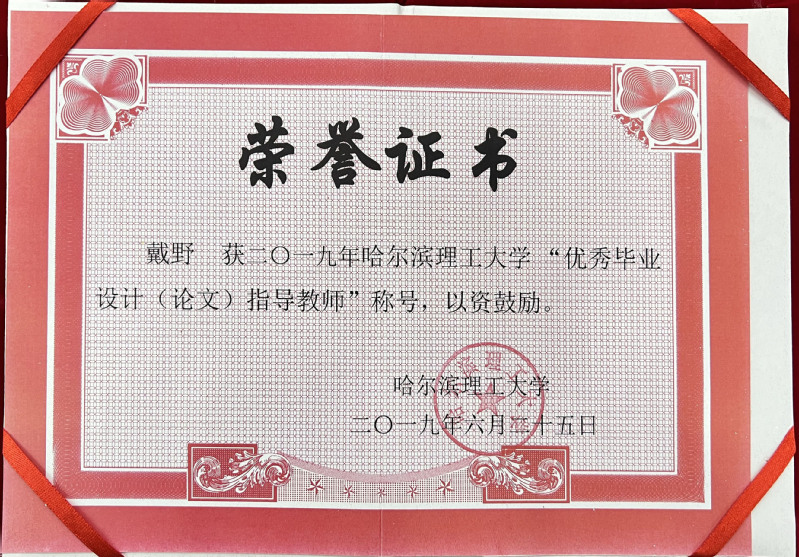 荣誉证书
戴野 获二〇一九年哈尔滨理工大学“优秀毕业
设计（论文）指导教师”称号，以资鼓励。
哈尔滨理工大学
二〇一九年六月二十五日